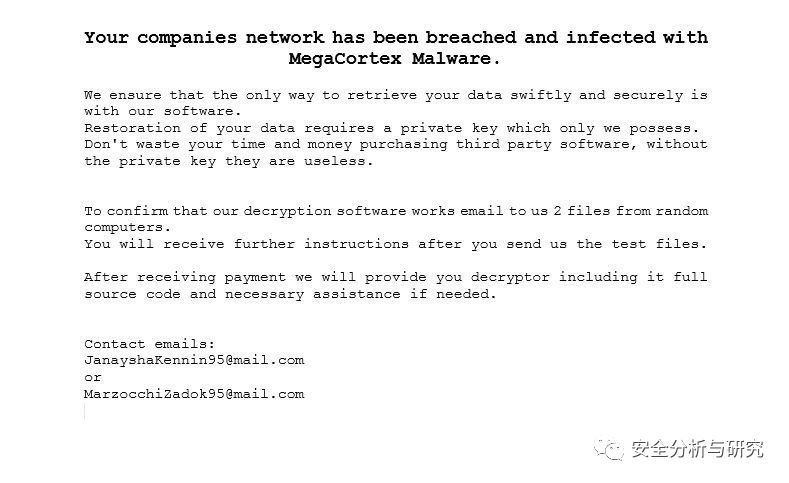 Your companies network has been breached and infected with
MegaCortex Malware.
We ensure that the only way to retrieve your data swiftly and securely is
with our software.
Restoration of your data requires a private key which only we possess.
Don't waste your time and money purchasing third party software, without
the private key they are useless.
To confirm that our decryption software works email to us 2 files from random
computers.
You will receive further instructions after you send us the test files.
After receiving payment we will provide you decryptor including it full
source code and necessary assistance if needed.
Contact emails:
JanayshaKennin95@mail.com
or
MarzocchiZadok95@mail.com
安全分析与研究